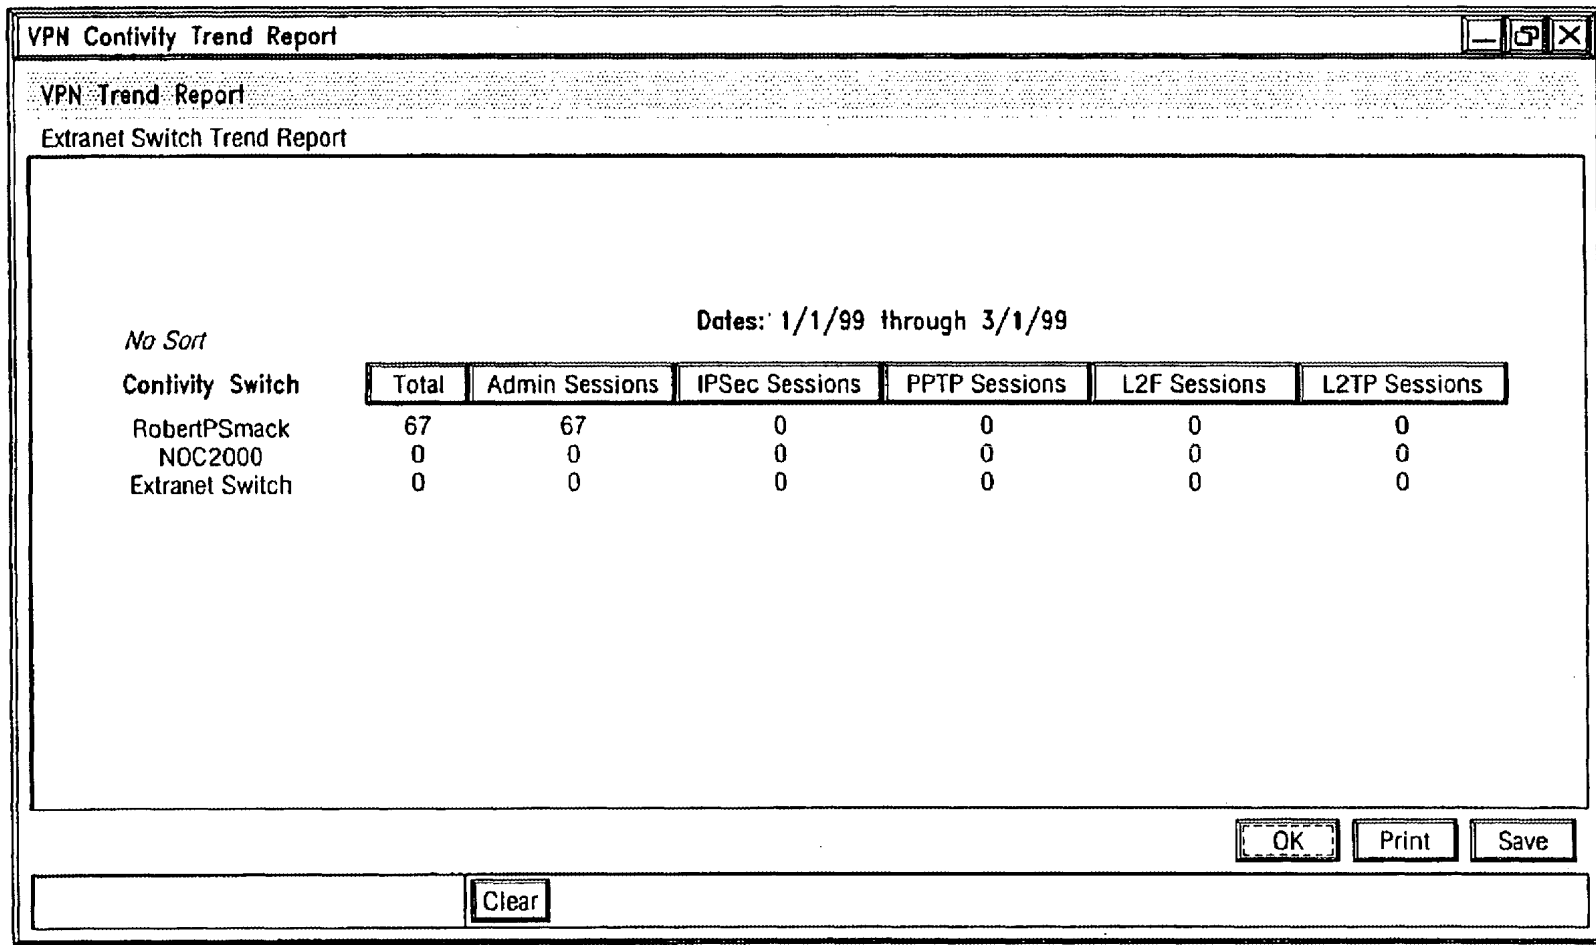 VPN Contivity Trend Report
VPN Trend Report
Extranet Switch Trend Report
Dates: 1/1/99 through 3/1/99
No Sort
Contivity Switch Total Admin Sessions IPSec Sessions PPTP Sessions L2F Sessions L2TP Sessions
RobertPSmack 67 67 0 0 0 0
NOC2000 0 0 0 0 0 0
Extranet Switch 0 0 0 0 0 0
OK Print Save
Clear